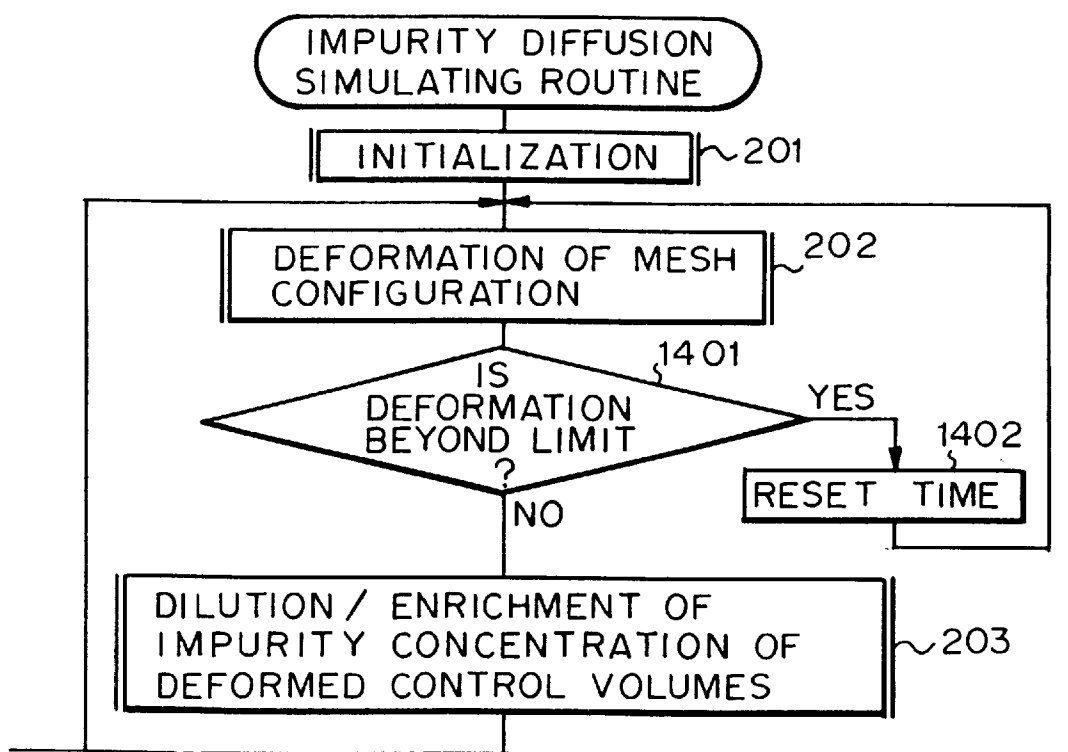 IMPURITY DIFFUSION
SIMULATING ROUTINE
INITIALIZATION
201
DEFORMATION OF MESH
CONFIGURATION
202
1401
IS
DEFORMATION
BEYOND LIMIT
?
YES
1402
RESET TIME
NO
DILUTION / ENRICHMENT OF
IMPURITY CONCENTRATION OF
DEFORMED CONTROL VOLUMES
203